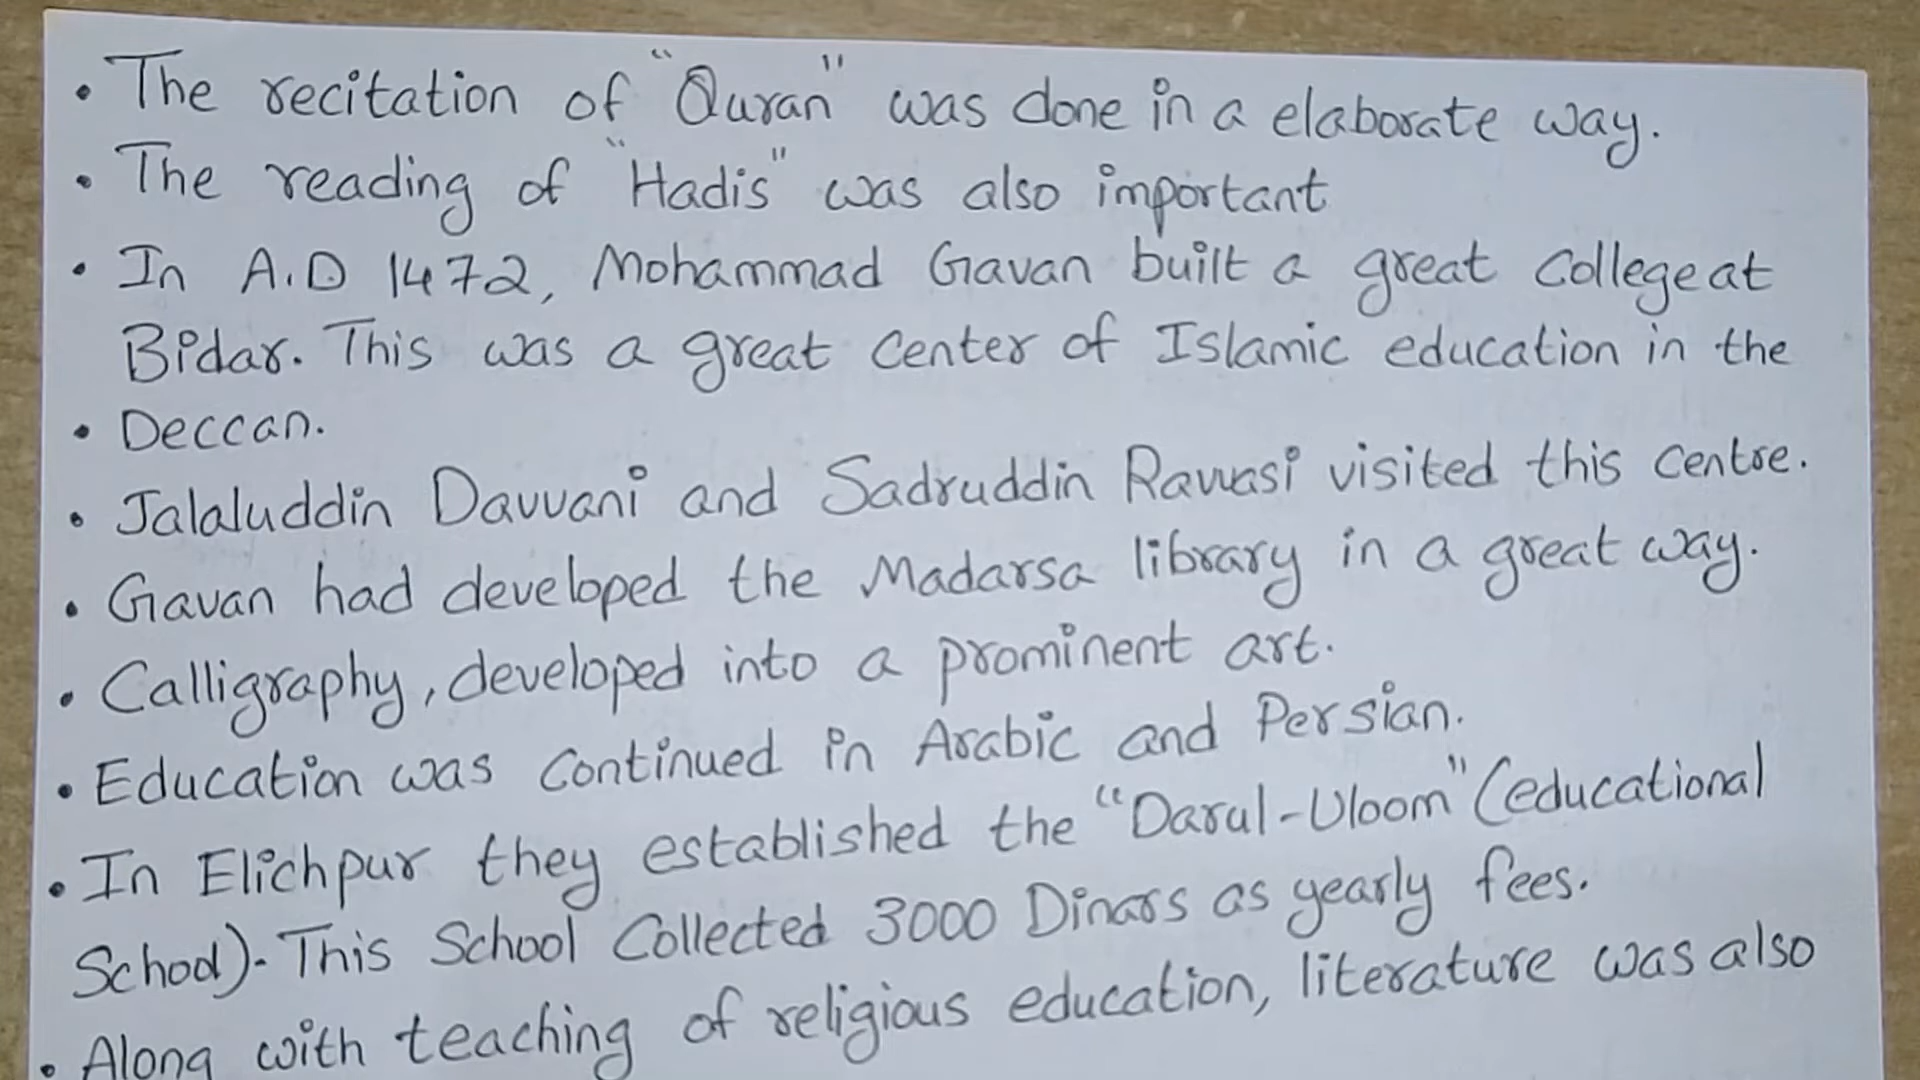 • The recitation of "Quran" was done in a elaborate way.
• The reading of "Hadis" was also important
• In A.D 1472, Mohammad Gavan built a great college at
Bidar. This was a great center of Islamic education in the
• Deccan.
• Jalaluddin Davvani and Sadruddin Ravvasi visited this centre.
• Gavan had developed the Madarsa library in a great way.
• Calligraphy, developed into a prominent art.
• Education was continued in Arabic and Persian.
• In Elichpur they established the "Darul-Uloom" (educational
School). This School Collected 3000 Dinars as yearly fees.
• Along with teaching of religious education, literature was also